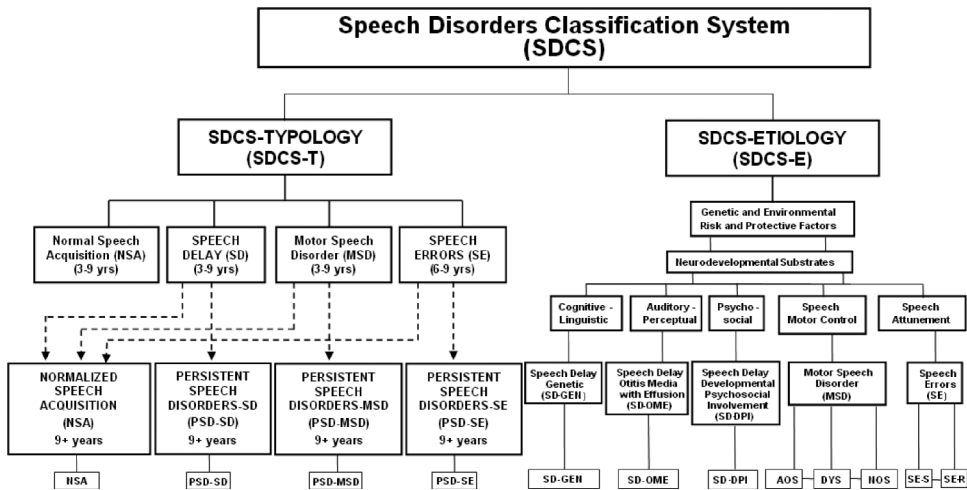 Speech Disorders Classification System
(SDCS)
SDCS-TYPOLOGY
(SDCS-T)
SDCS-ETIOLOGY
(SDCS-E)
Genetic and Environmental
Risk and Protective Factors
Neurodevelopmental Substrates
Normal Speech
Acquisition (NSA)
(3-9 yrs)
SPEECH
DELAY (SD)
(3-9 yrs)
Motor Speech
Disorder (MSD)
(3-9 yrs)
SPEECH
ERRORS (SE)
(6-9 yrs)
Cognitive -
Linguistic
Auditory -
Perceptual
Psycho -
social
Speech
Motor Control
Speech
Attunement
NORMALIZED
SPEECH
ACQUISITION
(NSA)
9+ years
PERSISTENT
SPEECH
DISORDERS-SD
(PSD-SD)
9+ years
PERSISTENT
SPEECH
DISORDERS-MSD
(PSD-MSD)
9+ years
PERSISTENT
SPEECH
DISORDERS-SE
(PSD-SE)
9+ years
Speech Delay
Genetic
(SD-GEN)
Speech Delay
Otitis Media
with Effusion
(SD-OME)
Speech Delay
Developmental
Psychosocial
Involvement
(SD-DPI)
Motor Speech
Disorder
(MSD)
Speech
Errors
(SE)
NSA
PSD-SD
PSD-MSD
PSD-SE
SD-GEN
SD-OME
SD-DPI
AOS
DYS
NOS
SE-S
SE-R